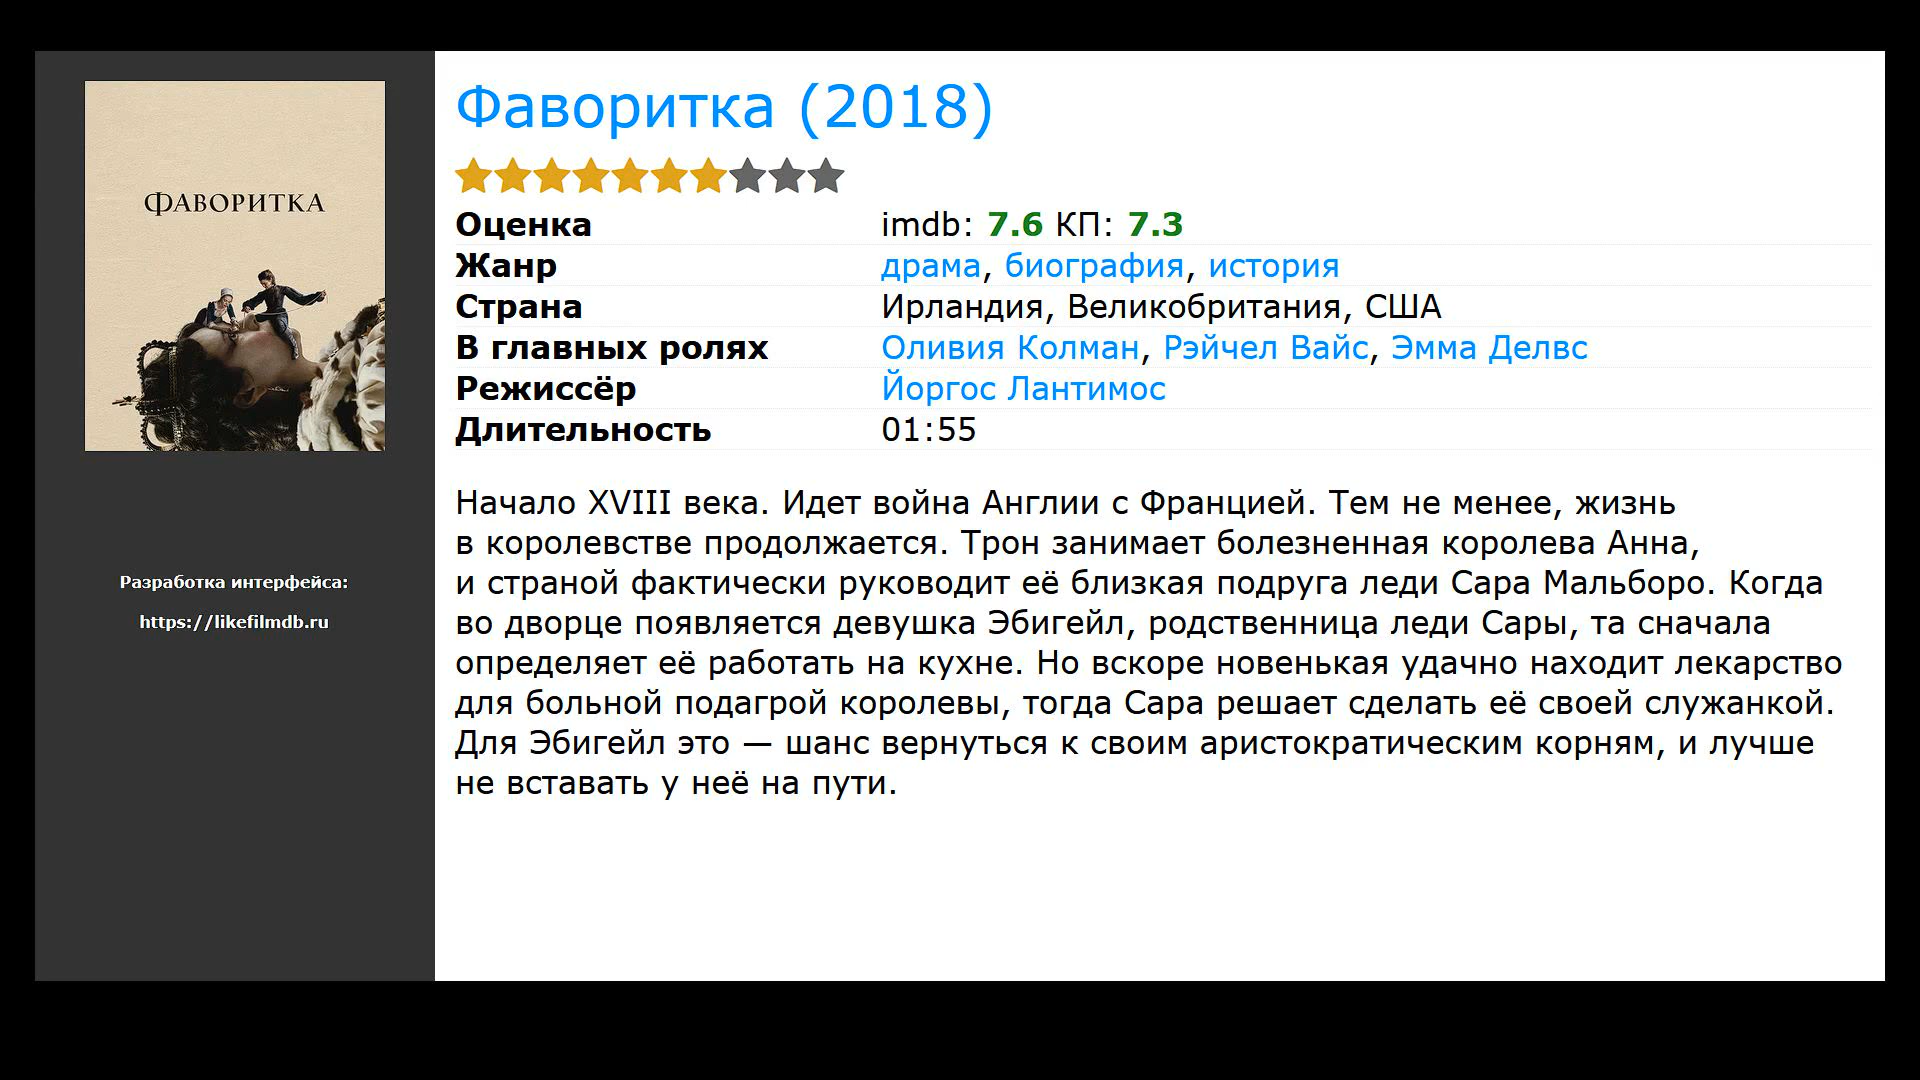 ФАВОРИТКА
Разработка интерфейса:
https://likefilmdb.ru
Фаворитка (2018)
Оценка imdb: 7.6 КП: 7.3
Жанр драма, биография, история
Страна Ирландия, Великобритания, США
В главных ролях Оливия Колман, Рэйчел Вайс, Эмма Делвс
Режиссёр Йоргос Лантимос
Длительность 01:55
Начало XVIII века. Идет война Англии с Францией. Тем не менее, жизнь
в королевстве продолжается. Трон занимает болезненная королева Анна,
и страной фактически руководит её близкая подруга леди Сара Мальборо. Когда
во дворце появляется девушка Эбигейл, родственница леди Сары, та сначала
определяет её работать на кухне. Но вскоре новенькая удачно находит лекарство
для больной подагрой королевы, тогда Сара решает сделать её своей служанкой.
Для Эбигейл это — шанс вернуться к своим аристократическим корням, и лучше
не вставать у неё на пути.